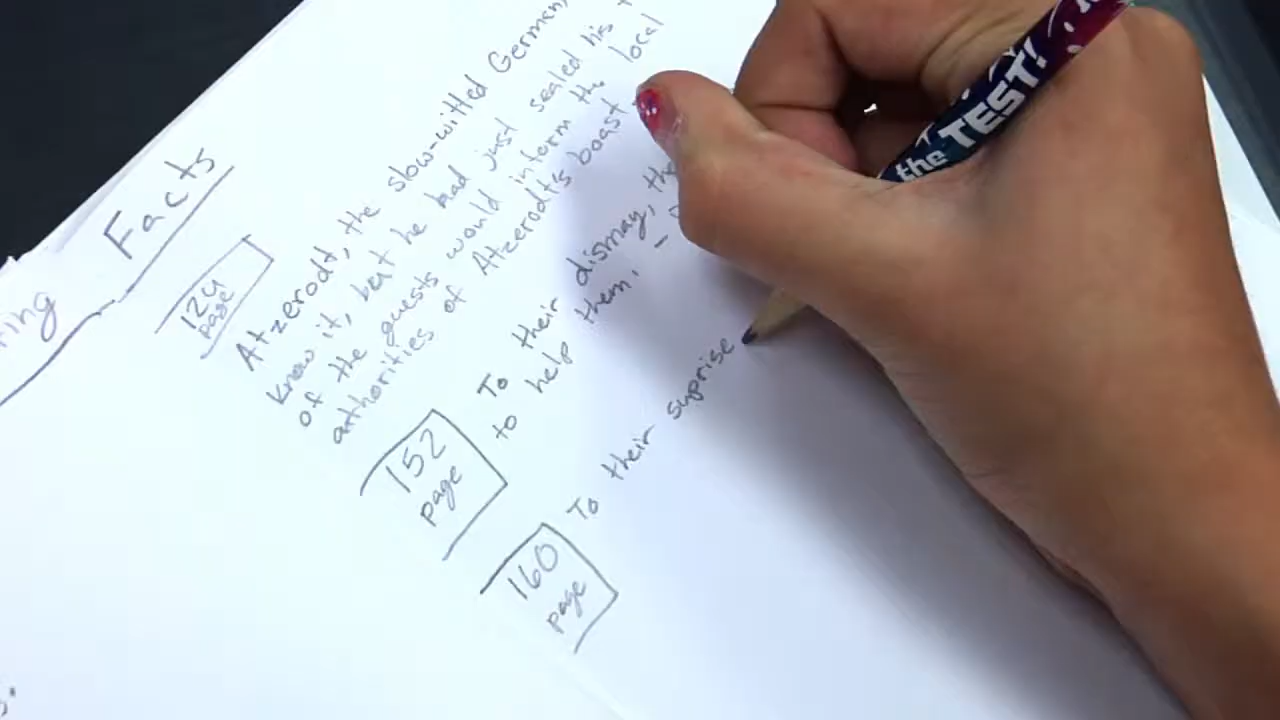 ring Facts
124
page
Atzerodt, the slow-witted German,
know it, but he had just sealed his
of the guests would inform the local
authorities of Atzerodt's boast
152
page
To their dismay, the
to help them. -
160
page
To their suprise
the TEST!